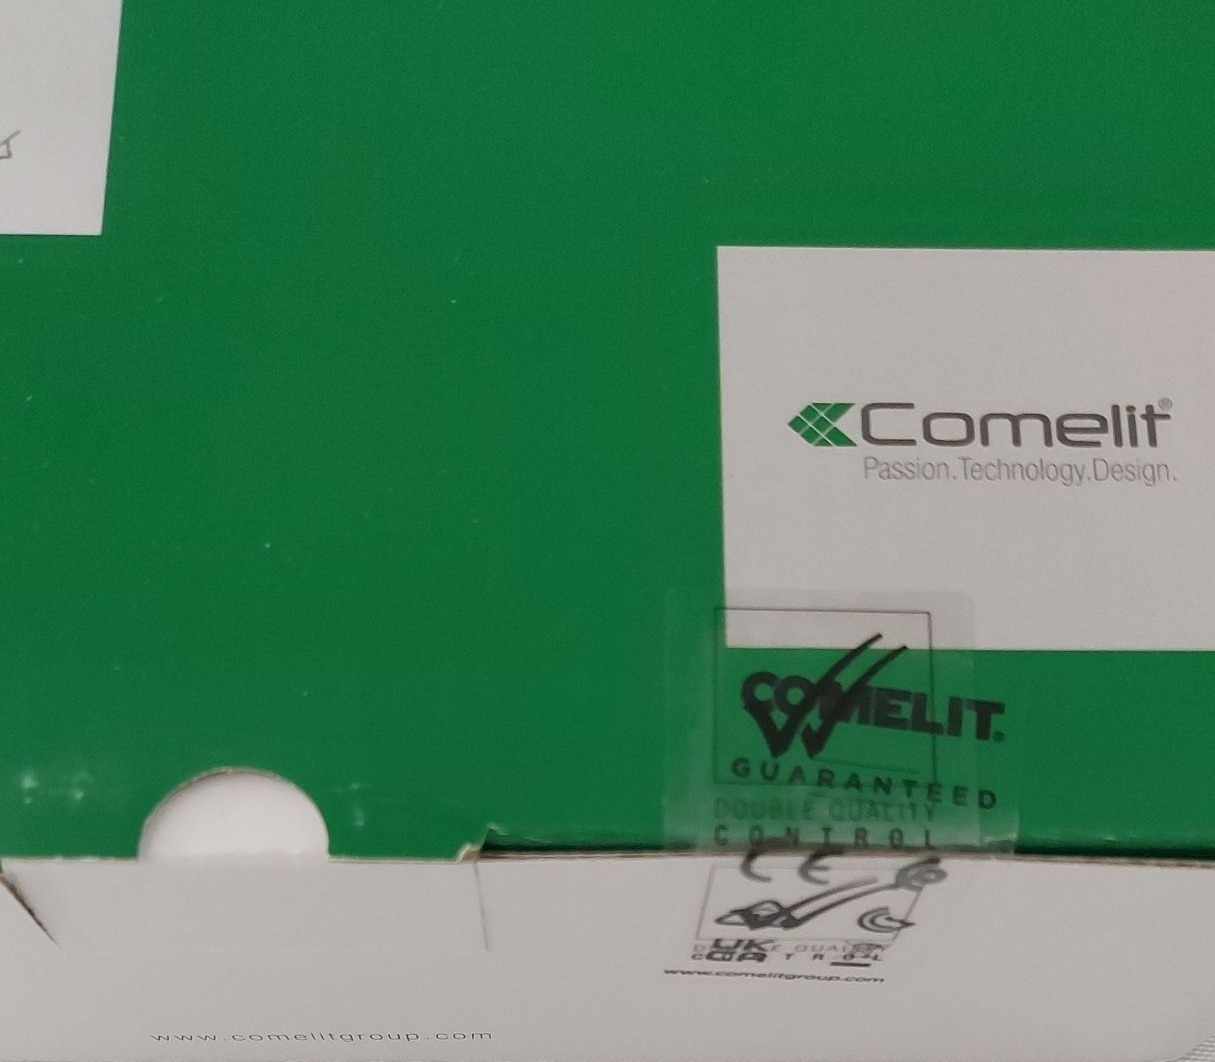 Comelit®
Passion.Technology.Design.
COMELIT®
GUARANTEED
DOUBLE QUALITY
CONTROL
CE
UK
CA
www.comelitgroup.com
www.comelitgroup.com